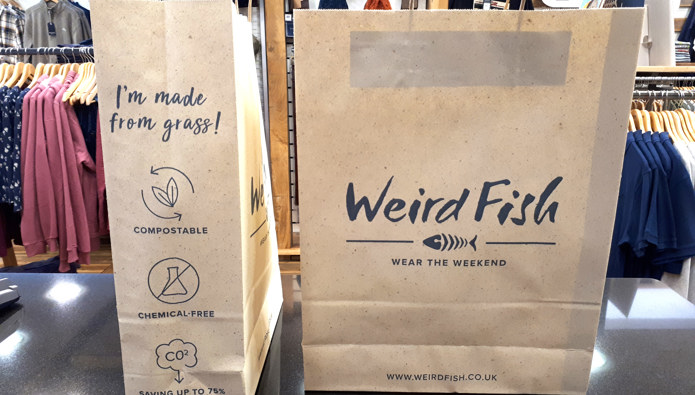 I'm made
from grass!
COMPOSTABLE
CHEMICAL-FREE
CO²
SAVING UP TO 75%
We
Weird Fish
WEAR THE WEEKEND
WWW.WEIRDFISH.CO.UK